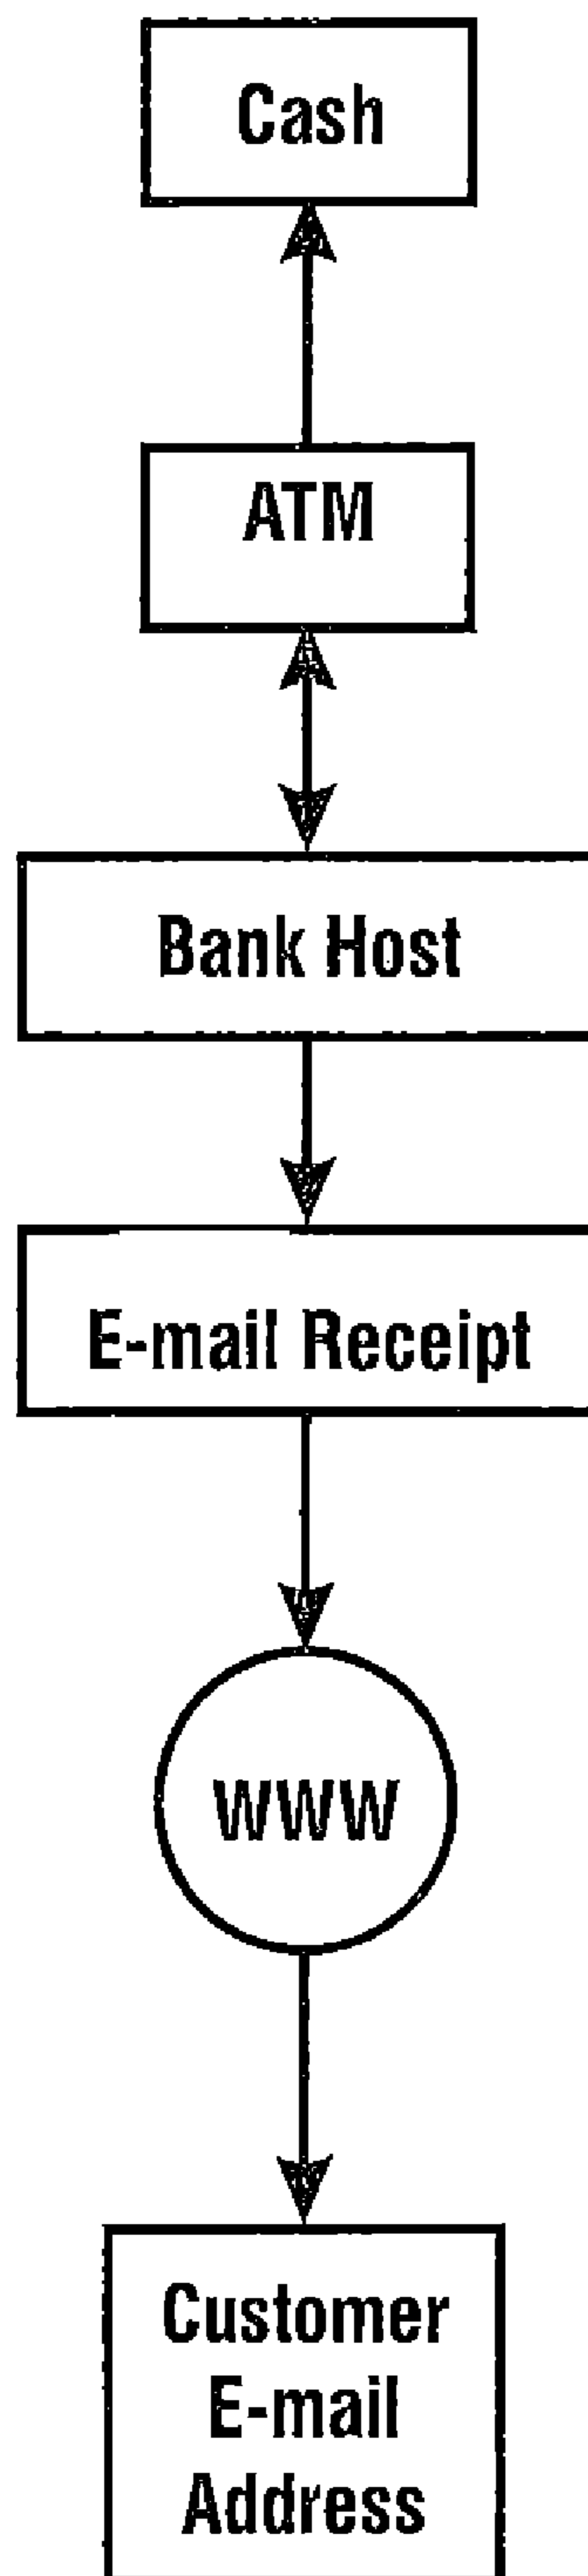 Cash
ATM
Bank Host
E-mail Receipt
WWW
Customer
E-mail
Address